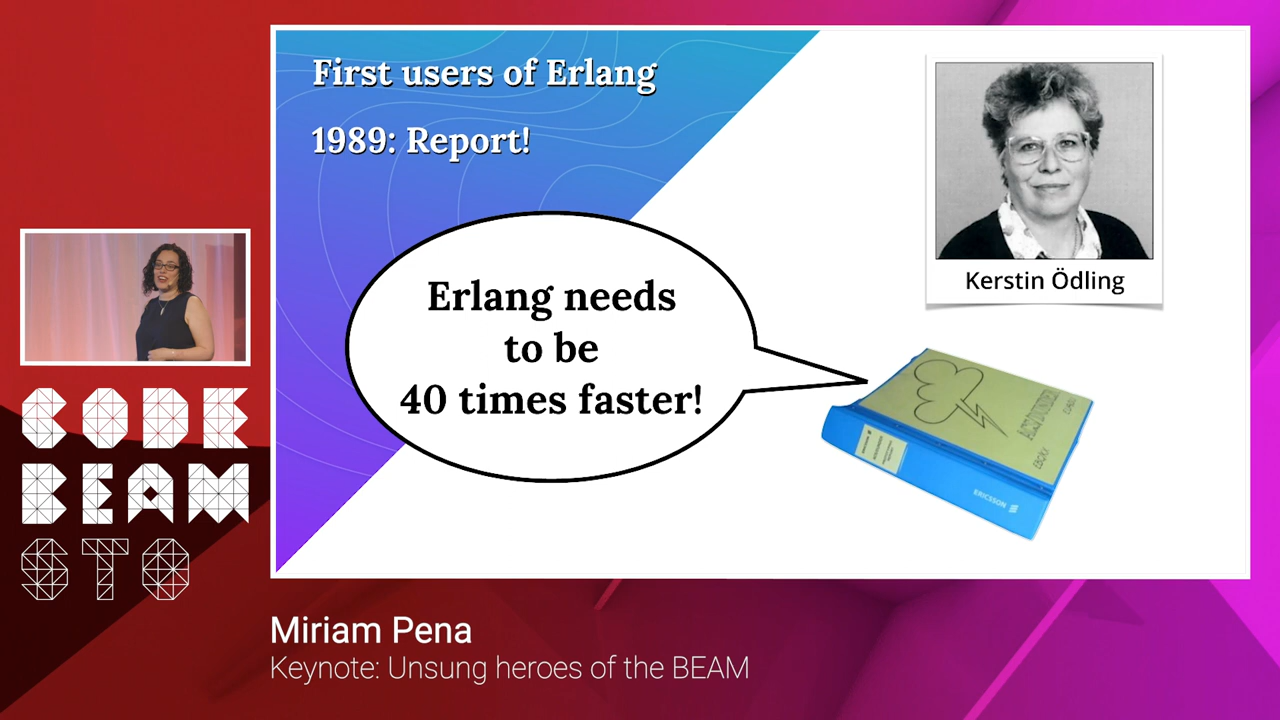 First users of Erlang
1989: Report!
Erlang needs
to be
40 times faster!
Kerstin Ödling
ERICSSON
CODE
BEAM
STO
Miriam Pena
Keynote: Unsung heroes of the BEAM